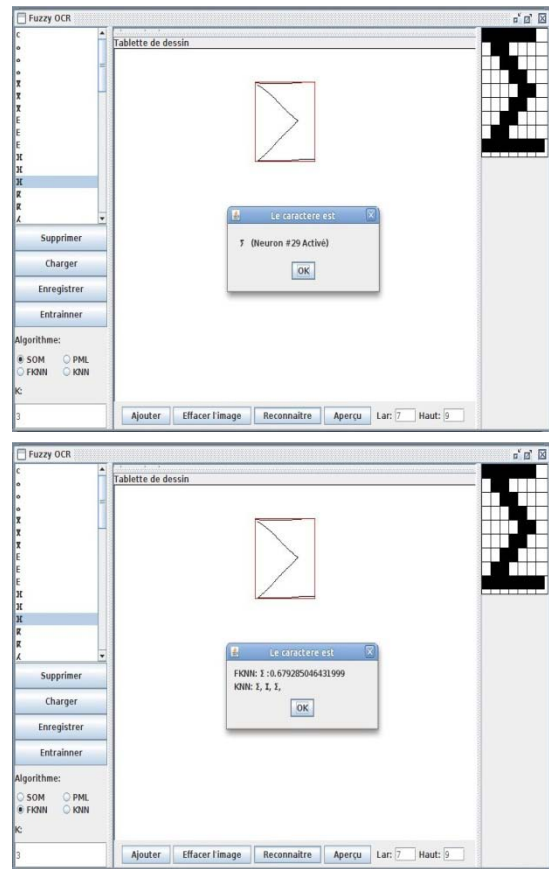 Fuzzy OCR
C
Tablette de dessin
E
E
E
Supprimer
Charger
Enregistrer
Entrainner
Algorithme:
SOM PML
FKNN KNN
K:
3
Le caractere est
(Neuron #29 Activé)
OK
Ajouter Effacer l'image Reconnaitre Aperçu Lar: 7 Haut: 9
Fuzzy OCR
C
Tablette de dessin
E
E
E
Supprimer
Charger
Enregistrer
Entrainner
Algorithme:
SOM PML
FKNN KNN
K:
3
Le caractere est
FKNN: Σ :0.679285046431999
KNN: Σ, Σ, Σ,
OK
Ajouter Effacer l'image Reconnaitre Aperçu Lar: 7 Haut: 9